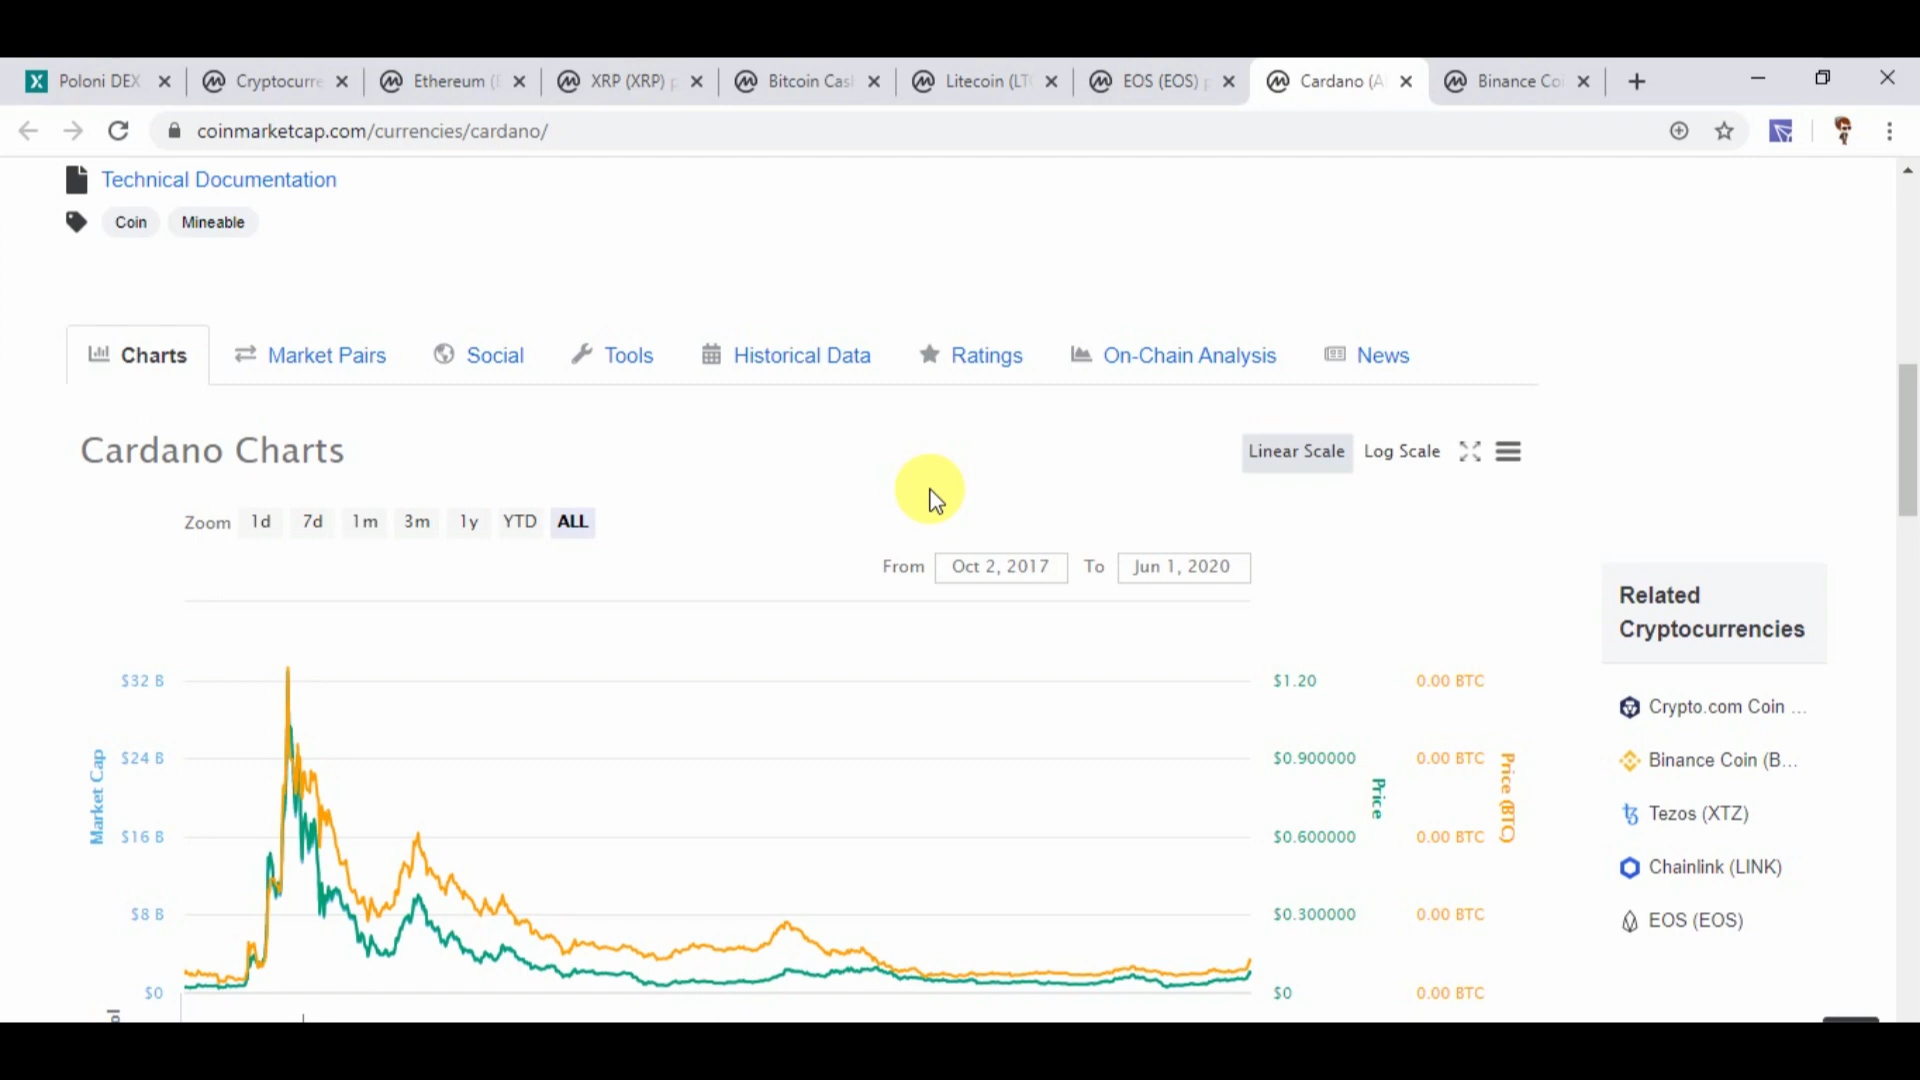 Poloni DEX
Cryptocurre
Ethereum (E
XRP (XRP) p
Bitcoin Cas
Litecoin (LT
EOS (EOS) p
Cardano (A
Binance Co
coinmarketcap.com/currencies/cardano/
Technical Documentation
Coin
Mineable
Charts
Market Pairs
Social
Tools
Historical Data
Ratings
On-Chain Analysis
News
Cardano Charts
Linear Scale
Log Scale
Zoom
1d
7d
1m
3m
1y
YTD
ALL
From
Oct 2, 2017
To
Jun 1, 2020
$32 B
$24 B
$16 B
$8 B
$0
Market Cap
$1.20
$0.900000
$0.600000
$0.300000
$0
Price
0.00 BTC
0.00 BTC
0.00 BTC
0.00 BTC
0.00 BTC
Price (BTC)
Related
Cryptocurrencies
Crypto.com Coin ...
Binance Coin (B...
Tezos (XTZ)
Chainlink (LINK)
EOS (EOS)